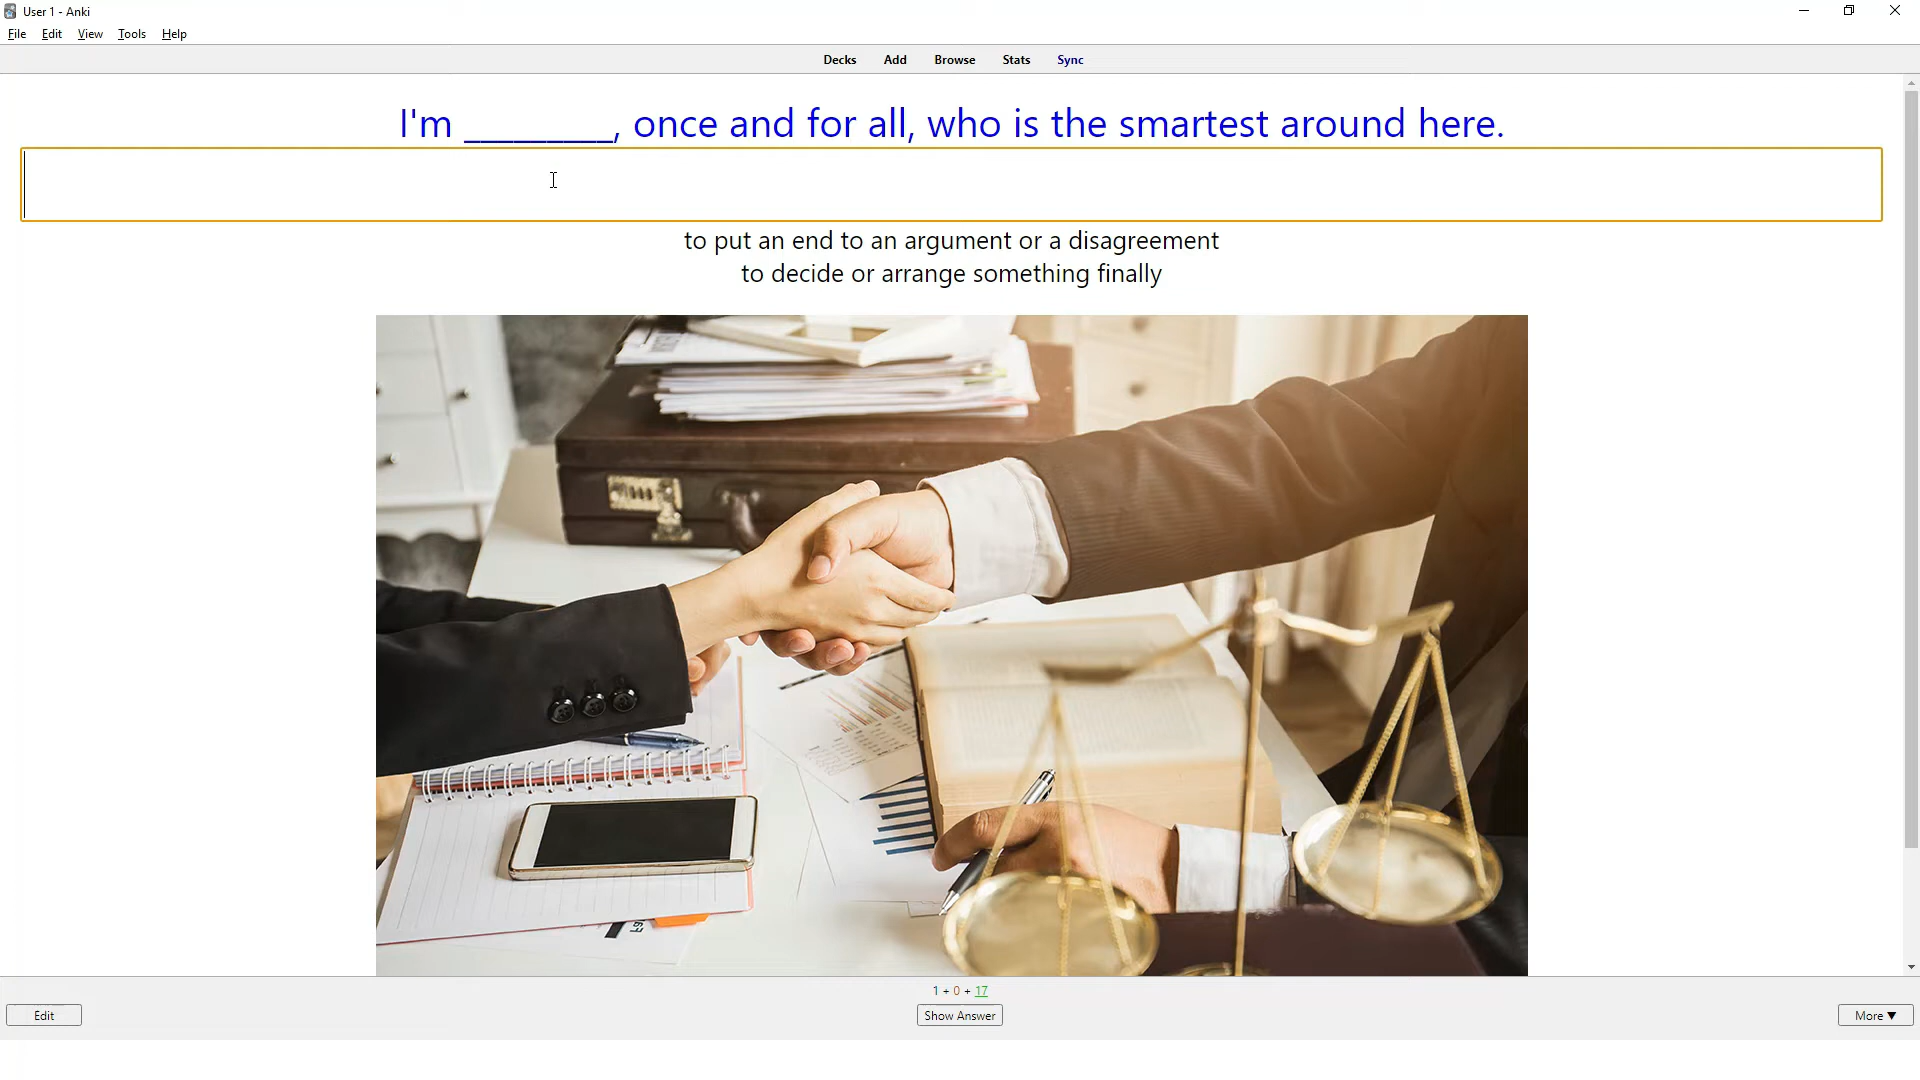 User 1 - Anki
File Edit View Tools Help
Decks Add Browse Stats Sync
I'm ________, once and for all, who is the smartest around here.
to put an end to an argument or a disagreement
to decide or arrange something finally
1 + 0 + 17
Edit Show Answer More ▼